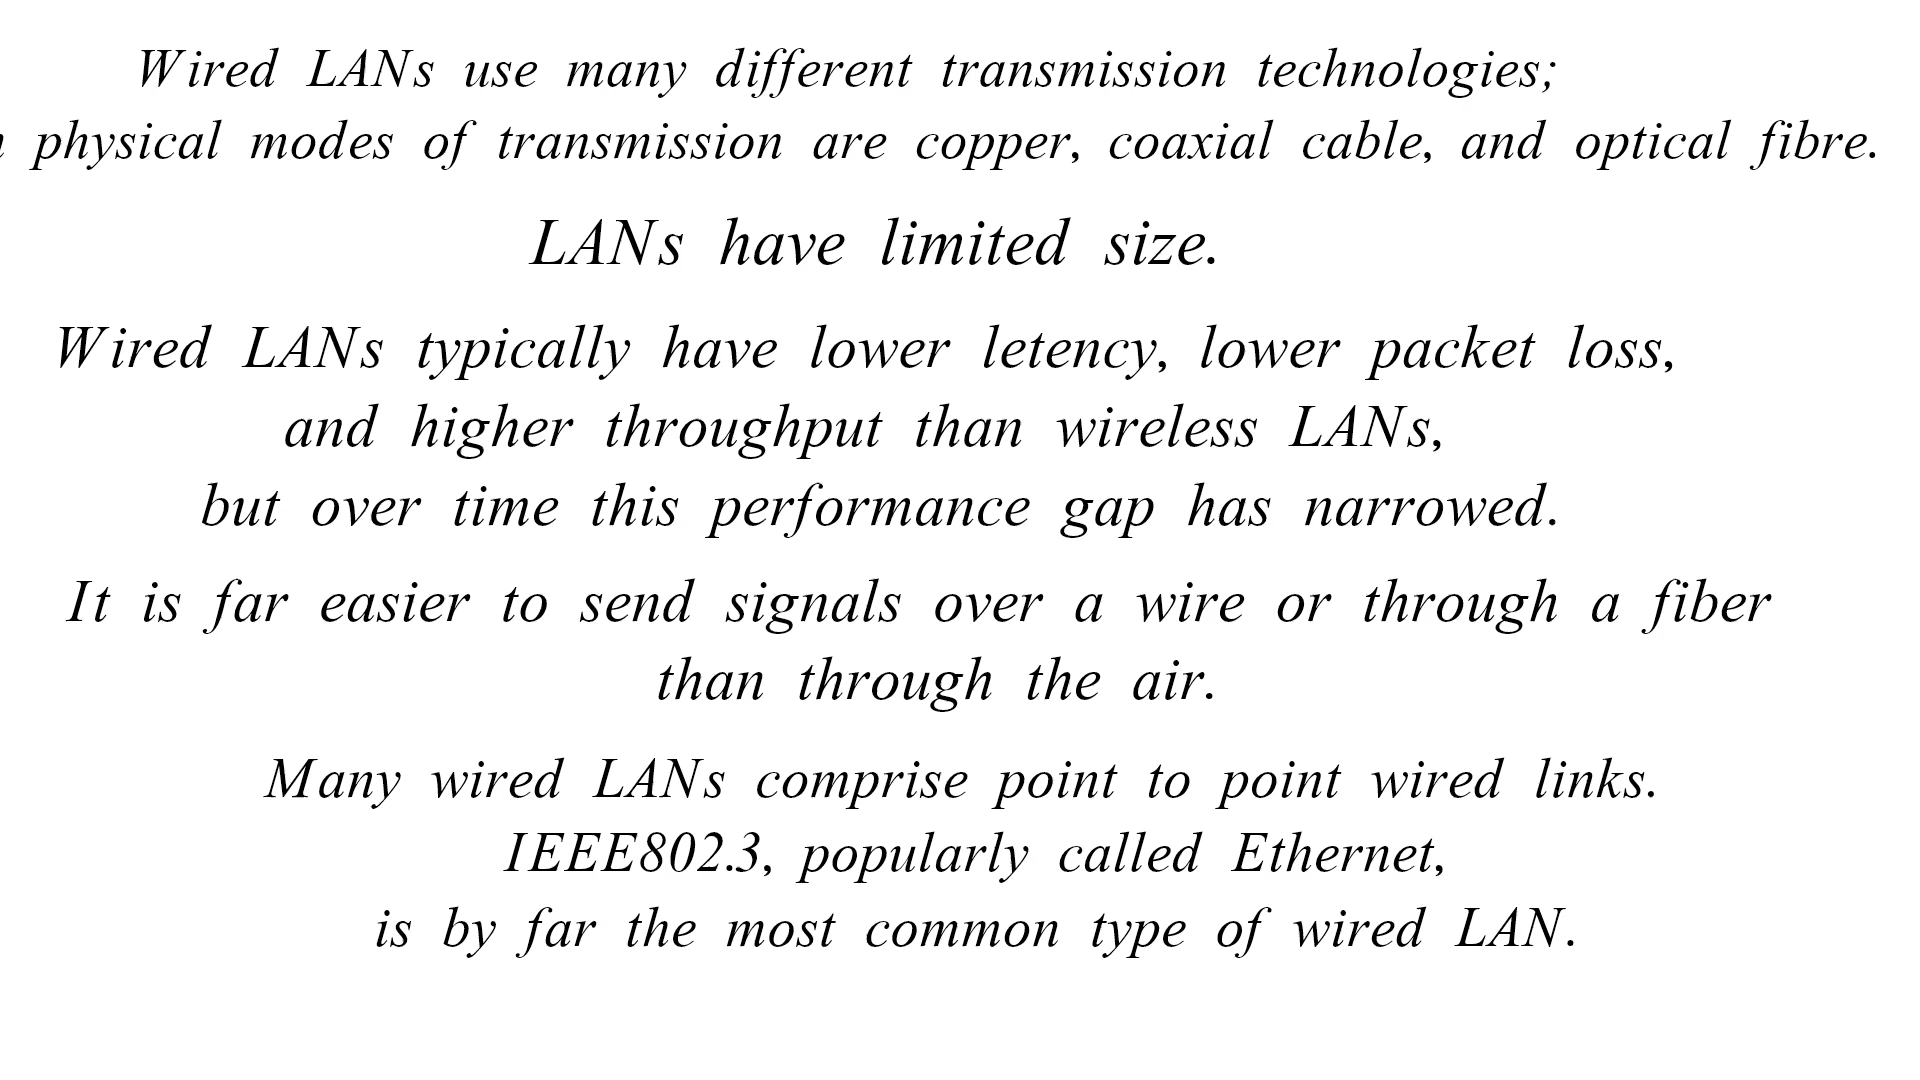 Wired LANs use many different transmission technologies;
physical modes of transmission are copper, coaxial cable, and optical fibre.
LANs have limited size.
Wired LANs typically have lower letency, lower packet loss,
and higher throughput than wireless LANs,
but over time this performance gap has narrowed.
It is far easier to send signals over a wire or through a fiber
than through the air.
Many wired LANs comprise point to point wired links.
IEEE802.3, popularly called Ethernet,
is by far the most common type of wired LAN.